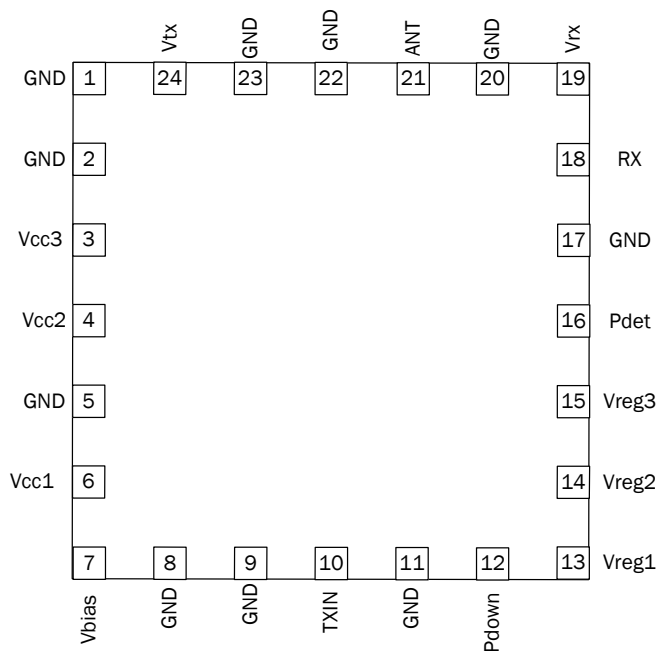 Vtx GND GND ANT GND Vrx
GND 1 24 23 22 21 20 19
GND 2 18 RX
Vcc3 3 17 GND
Vcc2 4 16 Pdet
GND 5 15 Vreg3
Vcc1 6 14 Vreg2
7 8 9 10 11 12 13 Vreg1
Vbias GND GND TXIN GND Pdown